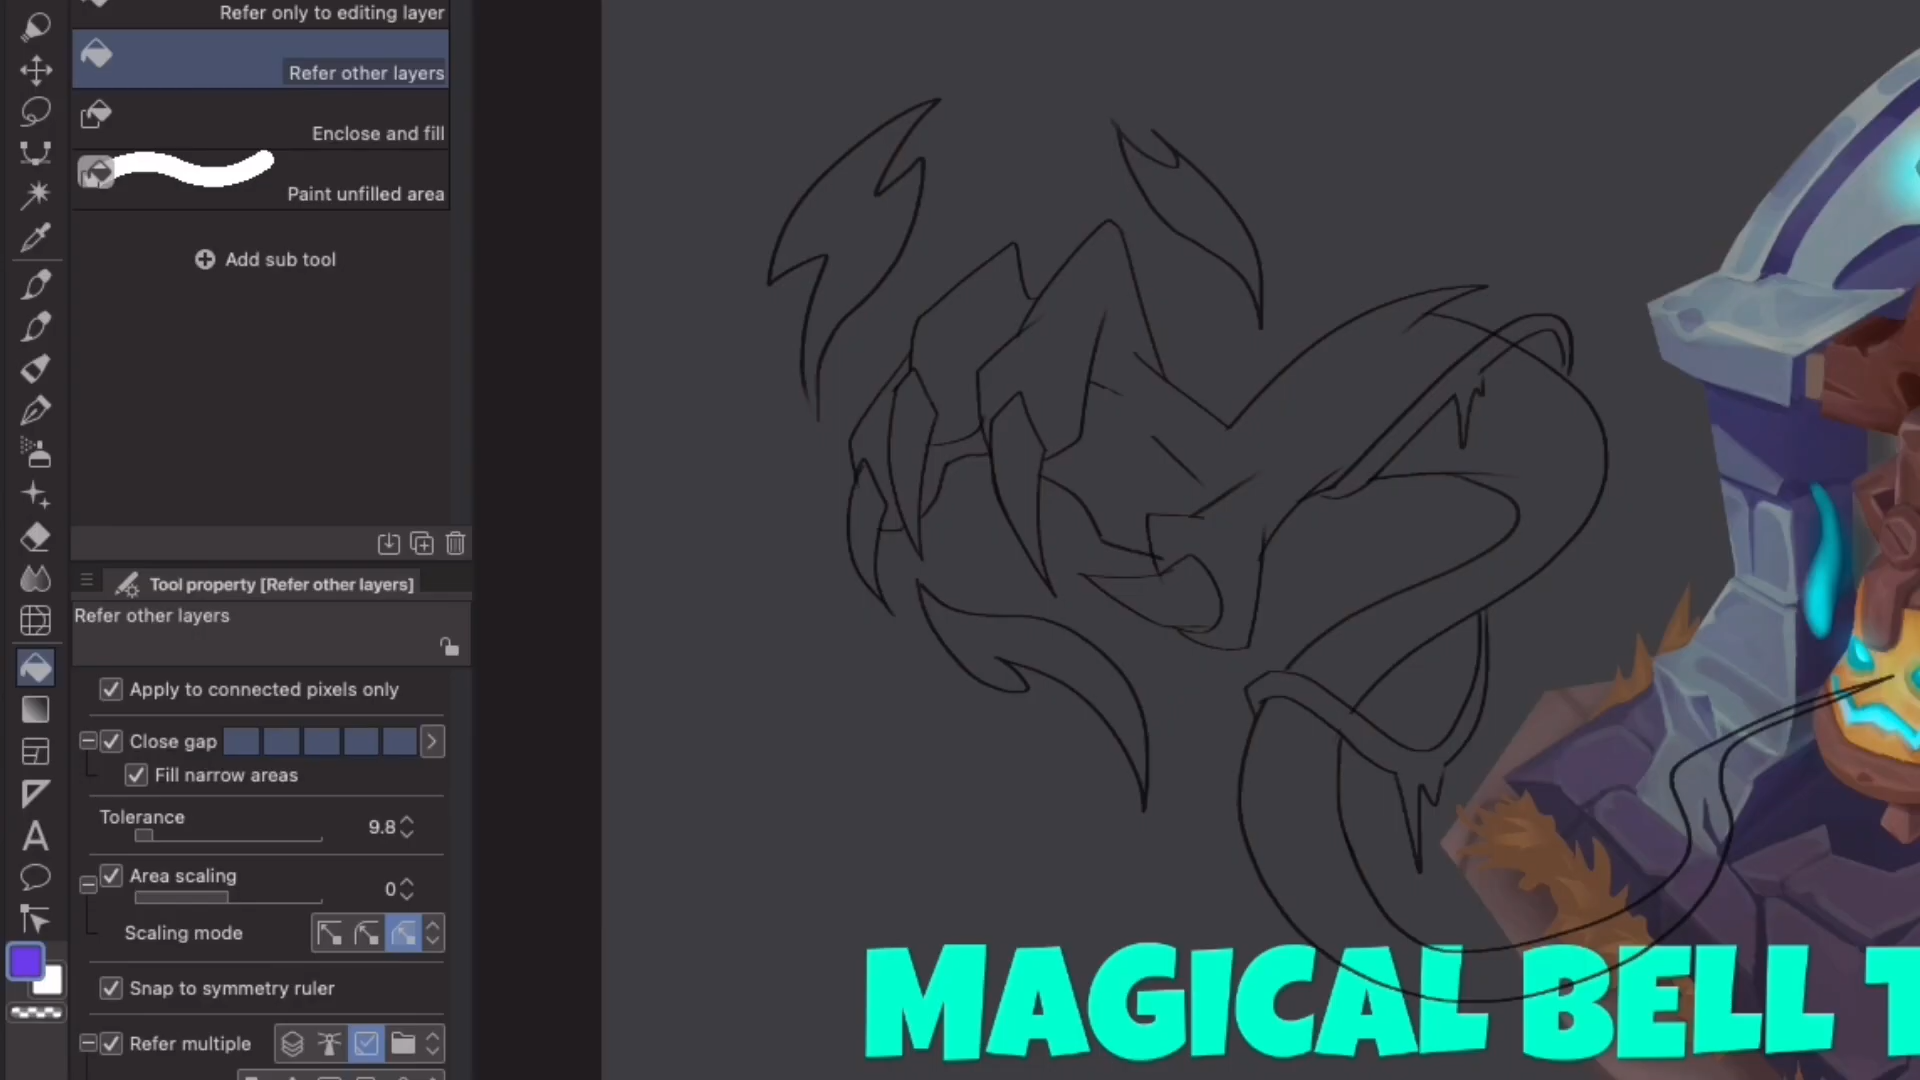 Refer only to editing layer
Refer other layers
Enclose and fill
Paint unfilled area
Add sub tool
Tool property [Refer other layers]
Refer other layers
Apply to connected pixels only
Close gap
Fill narrow areas
Tolerance 9.8
Area scaling 0
Scaling mode
Snap to symmetry ruler
Refer multiple
MAGICAL BELL T